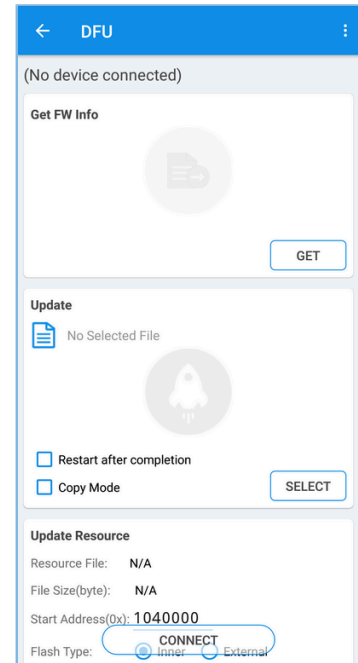 DFU
(No device connected)
Get FW Info
GET
Update
No Selected File
Restart after completion
Copy Mode
SELECT
Update Resource
Resource File: N/A
File Size(byte): N/A
Start Address(0x): 1040000
CONNECT
Flash Type: Inner External